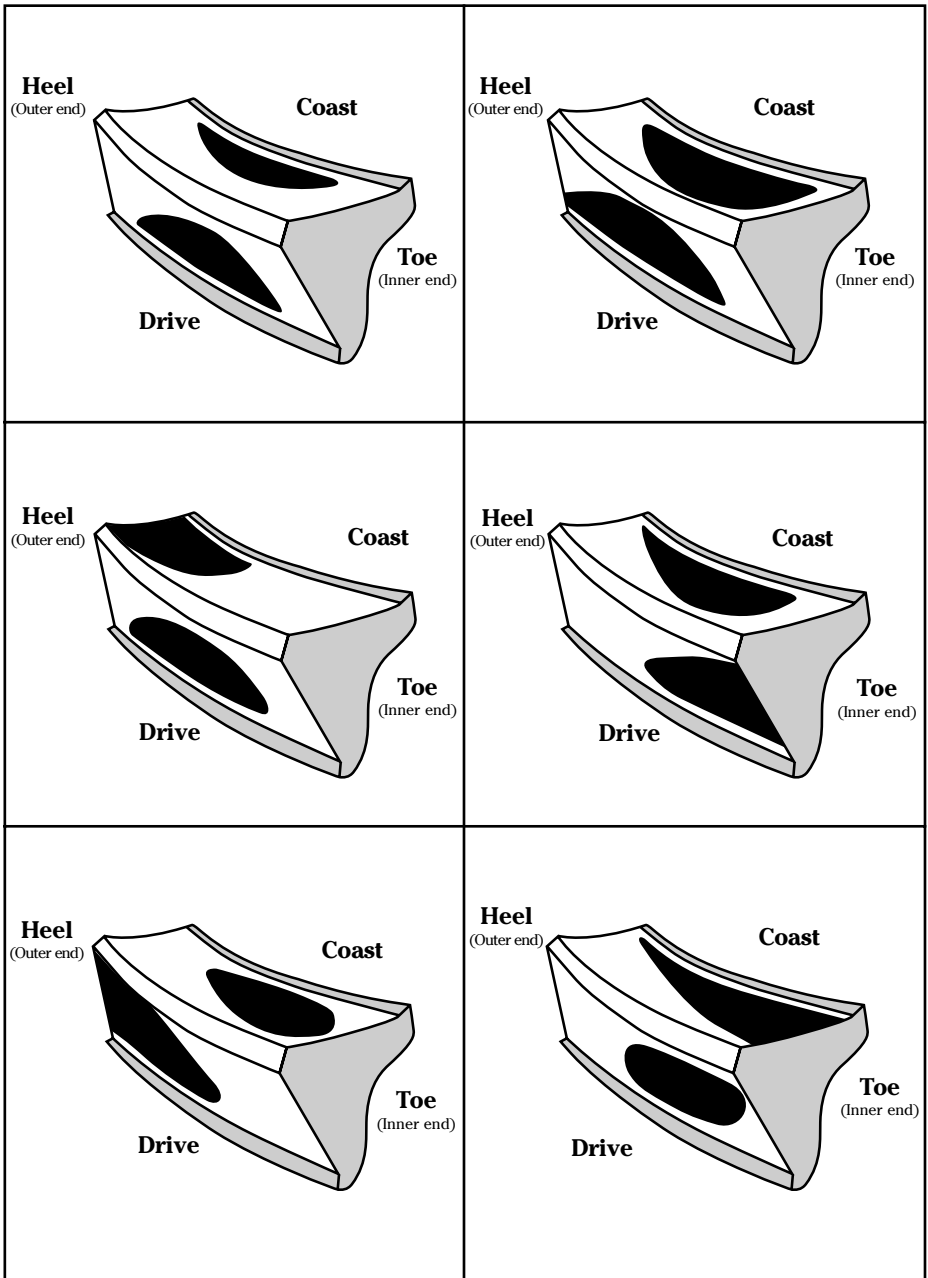 Heel
(Outer end)
Coast
Toe
(Inner end)
Drive
Heel
(Outer end)
Coast
Toe
(Inner end)
Drive
Heel
(Outer end)
Coast
Toe
(Inner end)
Drive
Heel
(Outer end)
Coast
Toe
(Inner end)
Drive
Heel
(Outer end)
Coast
Toe
(Inner end)
Drive
Heel
(Outer end)
Coast
Toe
(Inner end)
Drive